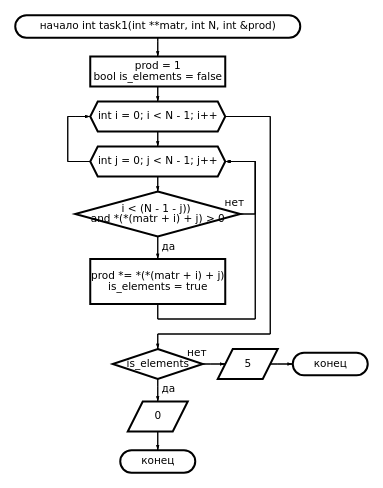 начало int task1(int **matr, int N, int &prod)
prod = 1
bool is_elements = false
int i = 0; i < N - 1; i++
int j = 0; j < N - 1; j++
i < (N - 1 - j))
and *(*(matr + i) + j) > 0
нет
да
prod *= *(*(matr + i) + j)
is_elements = true
is_elements
нет
5
конец
да
0
конец